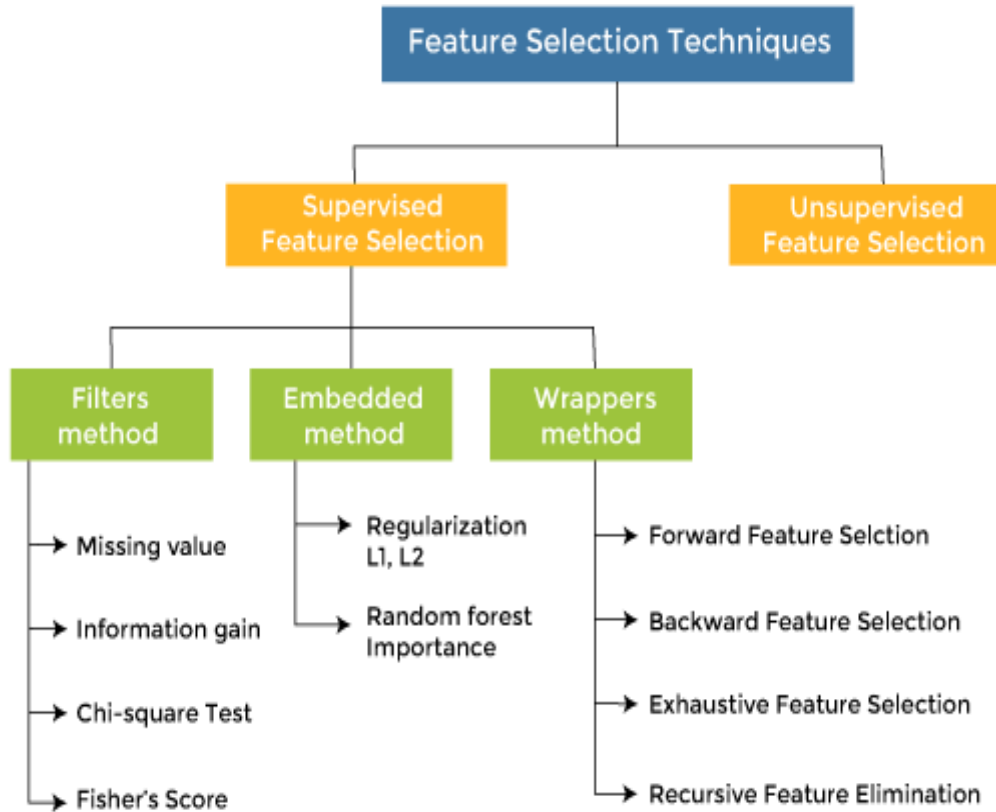 Feature Selection Techniques
Supervised
Feature Selection
Unsupervised
Feature Selection
Filters
method
Embedded
method
Wrappers
method
Missing value
Information gain
Chi-square Test
Fisher's Score
Regularization
L1, L2
Random forest
Importance
Forward Feature Selction
Backward Feature Selection
Exhaustive Feature Selection
Recursive Feature Elimination